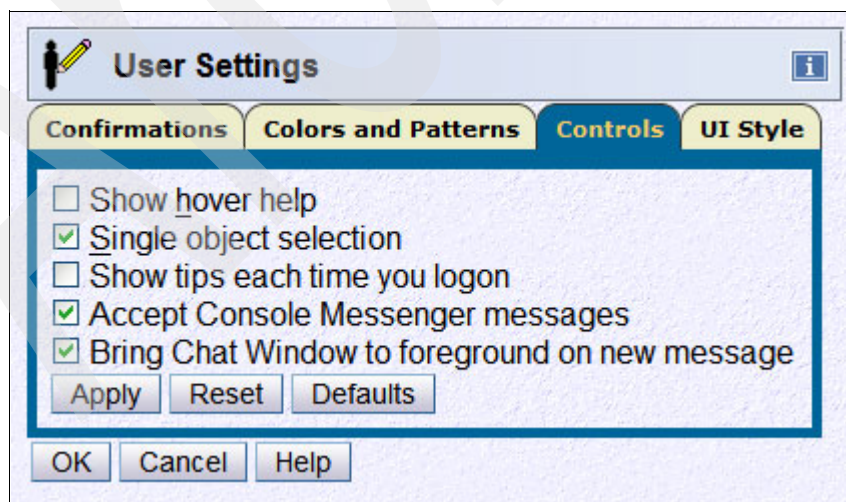 User Settings
i
Confirmations Colors and Patterns Controls UI Style
Show hover help
Single object selection
Show tips each time you logon
Accept Console Messenger messages
Bring Chat Window to foreground on new message
Apply Reset Defaults
OK Cancel Help